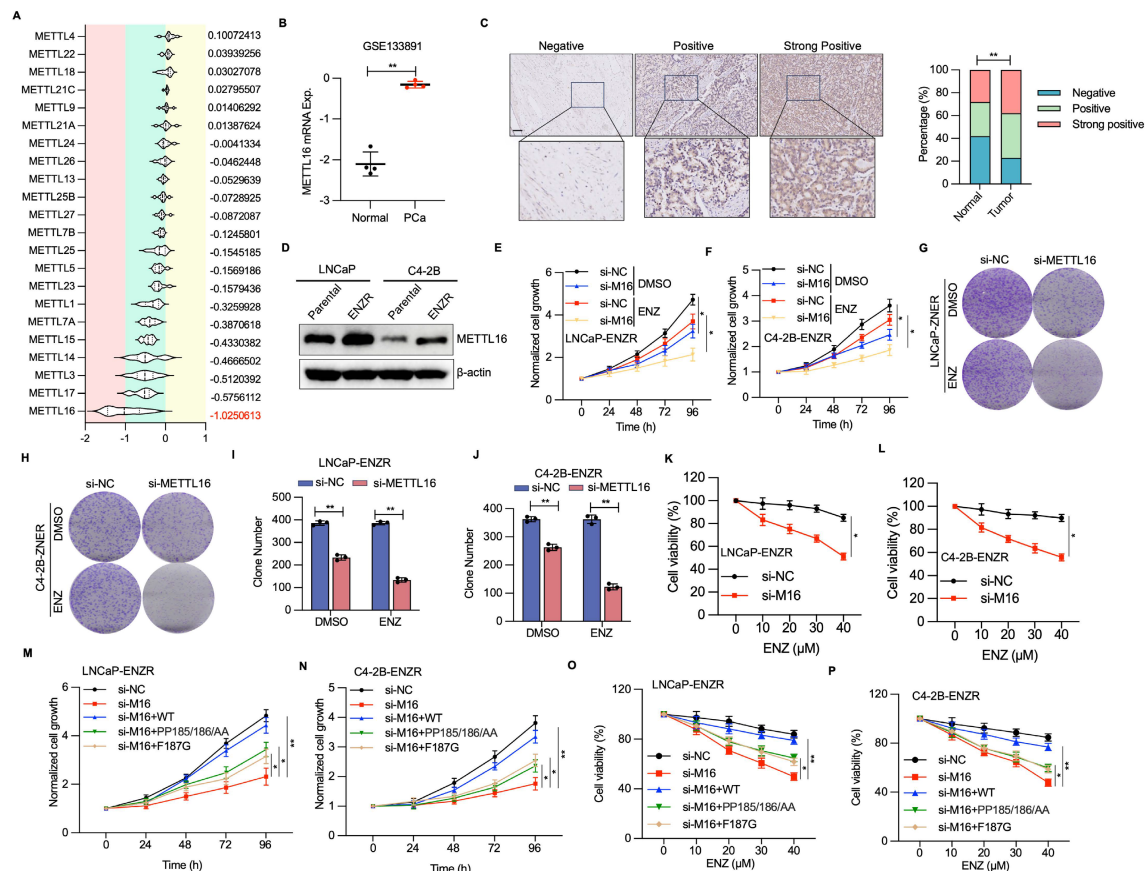 A
METTL4 0.10072413
METTL22 0.03939256
METTL18 0.03027078
METTL21C 0.02795507
METTL9 0.01406292
METTL21A 0.01387624
METTL24 -0.0041334
METTL26 -0.0462448
METTL13 -0.0529639
METTL25B -0.0728925
METTL27 -0.0872087
METTL7B -0.1245801
METTL25 -0.1545185
METTL5 -0.1569186
METTL23 -0.1579436
METTL1 -0.3259928
METTL7A -0.3870618
METTL15 -0.4330382
METTL14 -0.4666502
METTL3 -0.5120392
METTL17 -0.5756112
METTL16 -1.0250613
-2 -1 0 1
B
GSE133891
**
METTL16 mRNA Exp.
0
-1
-2
-3
Normal PCa
C
Negative Positive Strong Positive
**
Percentage (%)
100
80
60
40
20
0
Normal Tumor
Negative
Positive
Strong positive
D
LNCaP C4-2B
Parental ENZR Parental ENZR
METTL16
β-actin
E
Normalized cell growth
6
4
2
0
si-NC
si-M16
DMSO
si-NC
si-M16
ENZ
LNCaP-ENZR
* *
0 24 48 72 96
Time (h)
F
Normalized cell growth
5
4
3
2
1
0
si-NC
si-M16
DMSO
si-NC
si-M16
ENZ
C4-2B-ENZR
* *
0 24 48 72 96
Time (h)
G
si-NC si-METTL16
LNCaP-ZNER
DMSO
ENZ
H
si-NC si-METTL16
C4-2B-ZNER
DMSO
ENZ
I
LNCaP-ENZR
si-NC si-METTL16
** **
Clone Number
500
400
300
200
100
0
DMSO ENZ
J
C4-2B-ENZR
si-NC si-METTL16
** **
Clone Number
500
400
300
200
100
0
DMSO ENZ
K
Cell viability (%)
120
100
80
60
40
20
0
LNCaP-ENZR
si-NC
si-M16
*
0 10 20 30 40
ENZ (μM)
L
Cell viability (%)
120
100
80
60
40
20
0
C4-2B-ENZR
si-NC
si-M16
*
0 10 20 30 40
ENZ (μM)
M
LNCaP-ENZR
Normalized cell growth
6
4
2
0
si-NC
si-M16
si-M16+WT
si-M16+PP185/186/AA
si-M16+F187G
* * **
0 24 48 72 96
Time (h)
N
C4-2B-ENZR
Normalized cell growth
5
4
3
2
1
0
si-NC
si-M16
si-M16+WT
si-M16+PP185/186/AA
si-M16+F187G
* * **
0 24 48 72 96
Time (h)
O
LNCaP-ENZR
Cell viability (%)
120
80
40
0
si-NC
si-M16
si-M16+WT
si-M16+PP185/186/AA
si-M16+F187G
* * **
0 10 20 30 40
ENZ (μM)
P
C4-2B-ENZR
Cell viability (%)
120
80
40
0
si-NC
si-M16
si-M16+WT
si-M16+PP185/186/AA
si-M16+F187G
* * **
0 10 20 30 40
ENZ (μM)